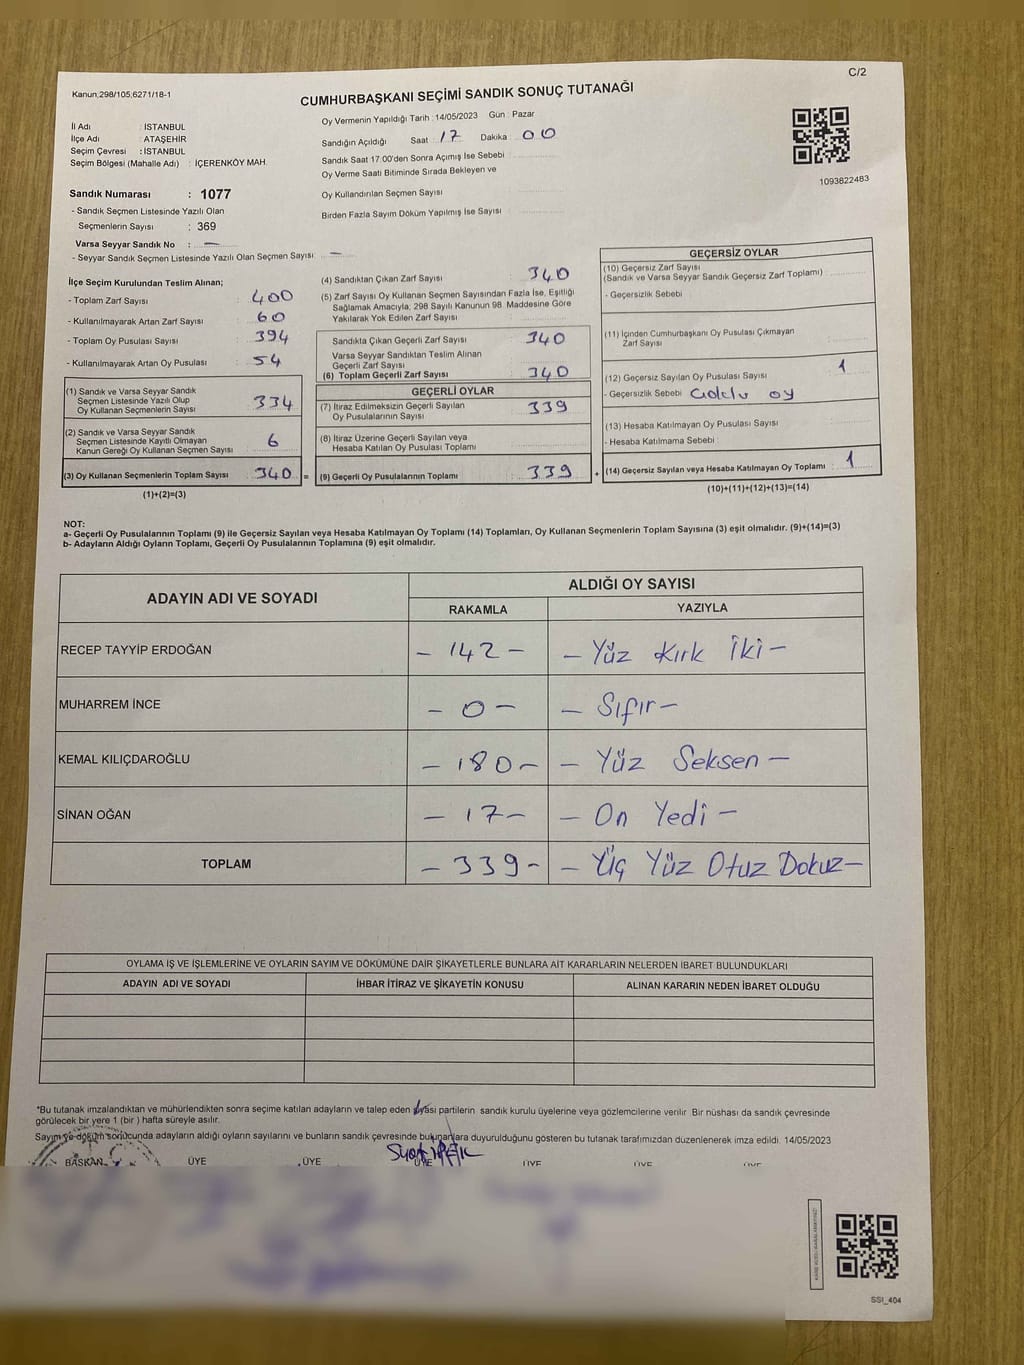 C/2
Kanun;298/105,6271/18-1
CUMHURBAŞKANI SEÇİMİ SANDIK SONUÇ TUTANAĞI
İl Adı : İSTANBUL
İlçe Adı : ATAŞEHİR
Seçim Çevresi : İSTANBUL
Seçim Bölgesi (Mahalle Adı) : İÇERENKÖY MAH.
Oy Vermenin Yapıldığı Tarih :14/05/2023 Gün : Pazar
Sandığın Açıldığı Saat 17 Dakika 00
Sandık Saat 17.00'den Sonra Açımış İse Sebebi :
Oy Verme Saati Bitiminde Sırada Bekleyen ve
Oy Kullandırılan Seçmen Sayısı
Birden Fazla Sayım Döküm Yapılmış İse Sayısı :
1093822483
Sandık Numarası : 1077
- Sandık Seçmen Listesinde Yazılı Olan
Seçmenlerin Sayısı : 369
Varsa Seyyar Sandık No : —
- Seyyar Sandık Seçmen Listesinde Yazılı Olan Seçmen Sayısı: —
İlçe Seçim Kurulundan Teslim Alınan;
- Toplam Zarf Sayısı : 400
- Kullanılmayarak Artan Zarf Sayısı : 60
- Toplam Oy Pusulası Sayısı : 394
- Kullanılmayarak Artan Oy Pusulası : 54
(1) Sandık ve Varsa Seyyar Sandık
Seçmen Listesinde Yazılı Olup
Oy Kullanan Seçmenlerin Sayısı : 334
(2) Sandık ve Varsa Seyyar Sandık
Seçmen Listesinde Kayıtlı Olmayan
Kanun Gereği Oy Kullanan Seçmen Sayısı : 6
(3) Oy Kullanan Seçmenlerin Toplam Sayısı : 340 =
(1)+(2)=(3)
(4) Sandıktan Çıkan Zarf Sayısı : 340
(5) Zarf Sayısı Oy Kullanan Seçmen Sayısından Fazla İse, Eşitliği
Sağlamak Amacıyla; 298 Sayılı Kanunun 98. Maddesine Göre
Yakılarak Yok Edilen Zarf Sayısı :
Sandıkta Çıkan Geçerli Zarf Sayısı : 340
Varsa Seyyar Sandıktan Teslim Alınan
Geçerli Zarf Sayısı :
(6) Toplam Geçerli Zarf Sayısı : 340
GEÇERLİ OYLAR
(7) İtiraz Edilmeksizin Geçerli Sayılan
Oy Pusulalarının Sayısı : 339
(8) İtiraz Üzerine Geçerli Sayılan veya
Hesaba Katılan Oy Pusulası Toplamı :
(9) Geçerli Oy Pusulalarının Toplamı : 339 +
GEÇERSİZ OYLAR
(10) Geçersiz Zarf Sayısı
(Sandık ve Varsa Seyyar Sandık Geçersiz Zarf Toplamı) :
- Geçersizlik Sebebi :
(11) İçinden Cumhurbaşkanı Oy Pusulası Çıkmayan
Zarf Sayısı :
(12) Geçersiz Sayılan Oy Pusulası Sayısı : 1
- Geçersizlik Sebebi : oy
(13) Hesaba Katılmayan Oy Pusulası Sayısı :
- Hesaba Katılmama Sebebi :
(14) Geçersiz Sayılan veya Hesaba Katılmayan Oy Toplamı : 1
(10)+(11)+(12)+(13)=(14)
NOT:
a- Geçerli Oy Pusulalarının Toplamı (9) ile Geçersiz Sayılan veya Hesaba Katılmayan Oy Toplamı (14) Toplamları, Oy Kullanan Seçmenlerin Toplam Sayısına (3) eşit olmalıdır. (9)+(14)=(3)
b- Adayların Aldığı Oyların Toplamı, Geçerli Oy Pusulalarının Toplamına (9) eşit olmalıdır.
ADAYIN ADI VE SOYADI ALDIĞI OY SAYISI
RAKAMLA YAZIYLA
RECEP TAYYİP ERDOĞAN - 142 - - Yüz Kırk İki -
MUHARREM İNCE - 0 - - Sıfır -
KEMAL KILIÇDAROĞLU - 180 - - Yüz Seksen -
SİNAN OĞAN - 17 - - On Yedi -
TOPLAM - 339 - - Üç Yüz Otuz Dokuz -
OYLAMA İŞ VE İŞLEMLERİNE VE OYLARIN SAYIM VE DÖKÜMÜNE DAİR ŞİKAYETLERLE BUNLARA AİT KARARLARIN NELERDEN İBARET BULUNDUKLARI
ADAYIN ADI VE SOYADI İHBAR İTİRAZ VE ŞİKAYETİN KONUSU ALINAN KARARIN NEDEN İBARET OLDUĞU
*Bu tutanak imzalandıktan ve mühürlendikten sonra seçime katılan adayların ve talep eden siyasi partilerin sandık kurulu üyelerine veya gözlemcilerine verilir. Bir nüshası da sandık çevresinde
görülecek bir yere 1 (bir ) hafta süreyle asılır.
Sayım ve döküm sonucunda adayların aldığı oyların sayılarını ve bunların sandık çevresinde bulunanlara duyurulduğunu gösteren bu tutanak tarafımızdan düzenlenerek imza edildi. 14/05/2023
BAŞKAN ÜYE ÜYE ÜYE ÜYE ÜYE ÜYE
SSI_404